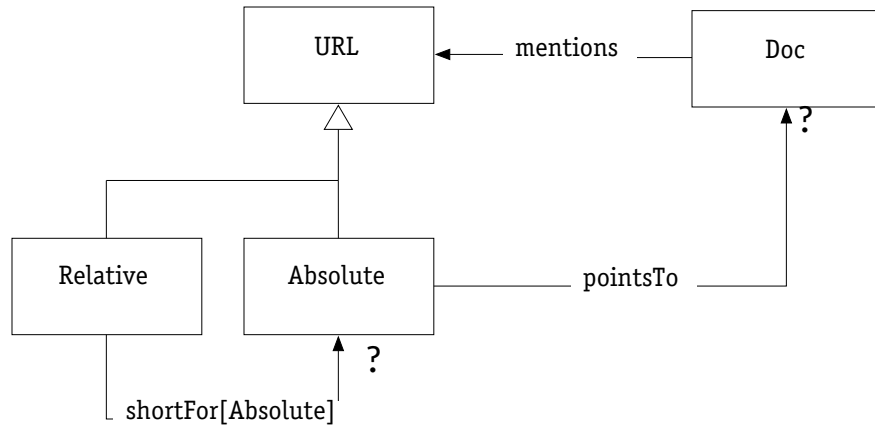 URL
mentions
Doc
?
Relative
Absolute
pointsTo
?
shortFor[Absolute]